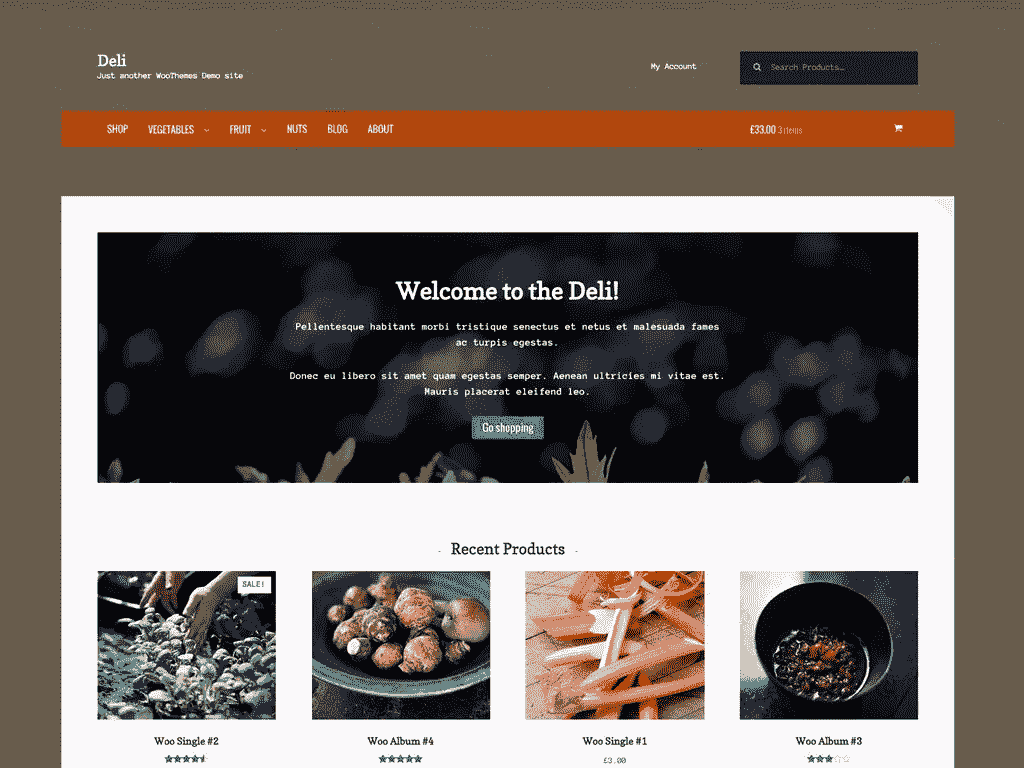 Deli
Just another WooThemes Demo site
My Account
Search Products…
SHOP VEGETABLES FRUIT NUTS BLOG ABOUT £33.00 3 items
Welcome to the Deli!
Pellentesque habitant morbi tristique senectus et netus et malesuada fames
ac turpis egestas.
Donec eu libero sit amet quam egestas semper. Aenean ultricies mi vitae est.
Mauris placerat eleifend leo.
Go shopping
- Recent Products -
SALE!
Woo Single #2
Woo Album #4
Woo Single #1
£3.00
Woo Album #3